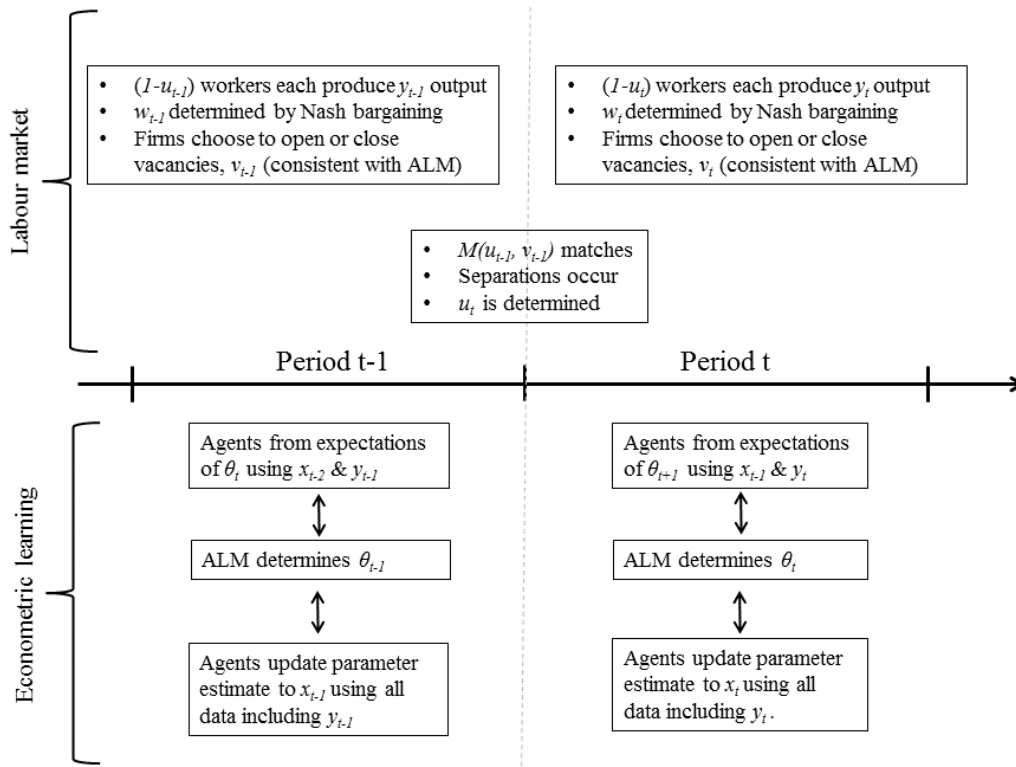 Labour market
• (1-u_{t-1}) workers each produce y_{t-1} output
• w_{t-1} determined by Nash bargaining
• Firms choose to open or close
vacancies, v_{t-1} (consistent with ALM)
• (1-u_t) workers each produce y_t output
• w_t determined by Nash bargaining
• Firms choose to open or close
vacancies, v_t (consistent with ALM)
• M(u_{t-1}, v_{t-1}) matches
• Separations occur
• u_t is determined
Period t-1
Period t
Econometric learning
Agents from expectations
of θ_t using x_{t-2} & y_{t-1}
ALM determines θ_{t-1}
Agents update parameter
estimate to x_{t-1} using all
data including y_{t-1}
Agents from expectations
of θ_{t+1} using x_{t-1} & y_t
ALM determines θ_t
Agents update parameter
estimate to x_t using all
data including y_t.